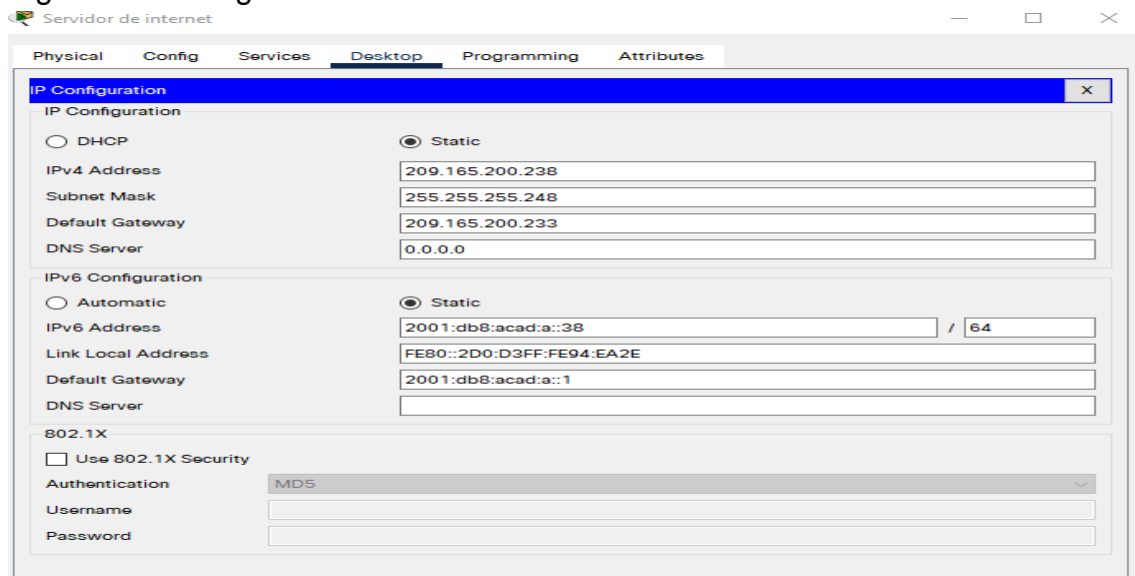 Servidor de internet
Physical Config Services Desktop Programming Attributes
IP Configuration X
IP Configuration
DHCP Static
IPv4 Address 209.165.200.238
Subnet Mask 255.255.255.248
Default Gateway 209.165.200.233
DNS Server 0.0.0.0
IPv6 Configuration
Automatic Static
IPv6 Address 2001:db8:acad:a::38 / 64
Link Local Address FE80::2D0:D3FF:FE94:EA2E
Default Gateway 2001:db8:acad:a::1
DNS Server
802.1X
Use 802.1X Security
Authentication MD5
Username
Password